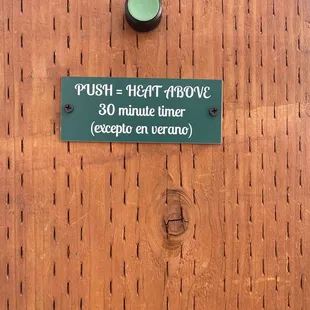 PUSH = HEAT ABOVE
30 minute timer
(excepto en verano)